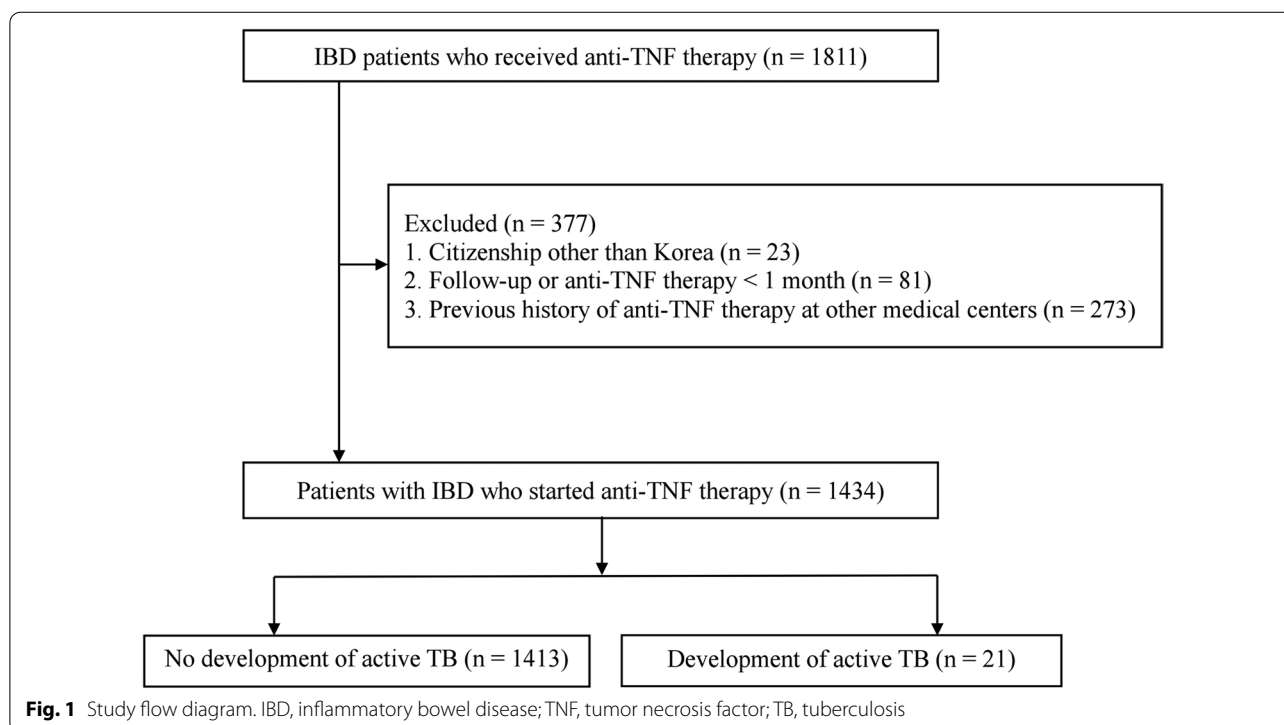 IBD patients who received anti-TNF therapy (n = 1811)
Excluded (n = 377)
1. Citizenship other than Korea (n = 23)
2. Follow-up or anti-TNF therapy < 1 month (n = 81)
3. Previous history of anti-TNF therapy at other medical centers (n = 273)
Patients with IBD who started anti-TNF therapy (n = 1434)
No development of active TB (n = 1413)
Development of active TB (n = 21)
Fig. 1 Study flow diagram. IBD, inflammatory bowel disease; TNF, tumor necrosis factor; TB, tuberculosis